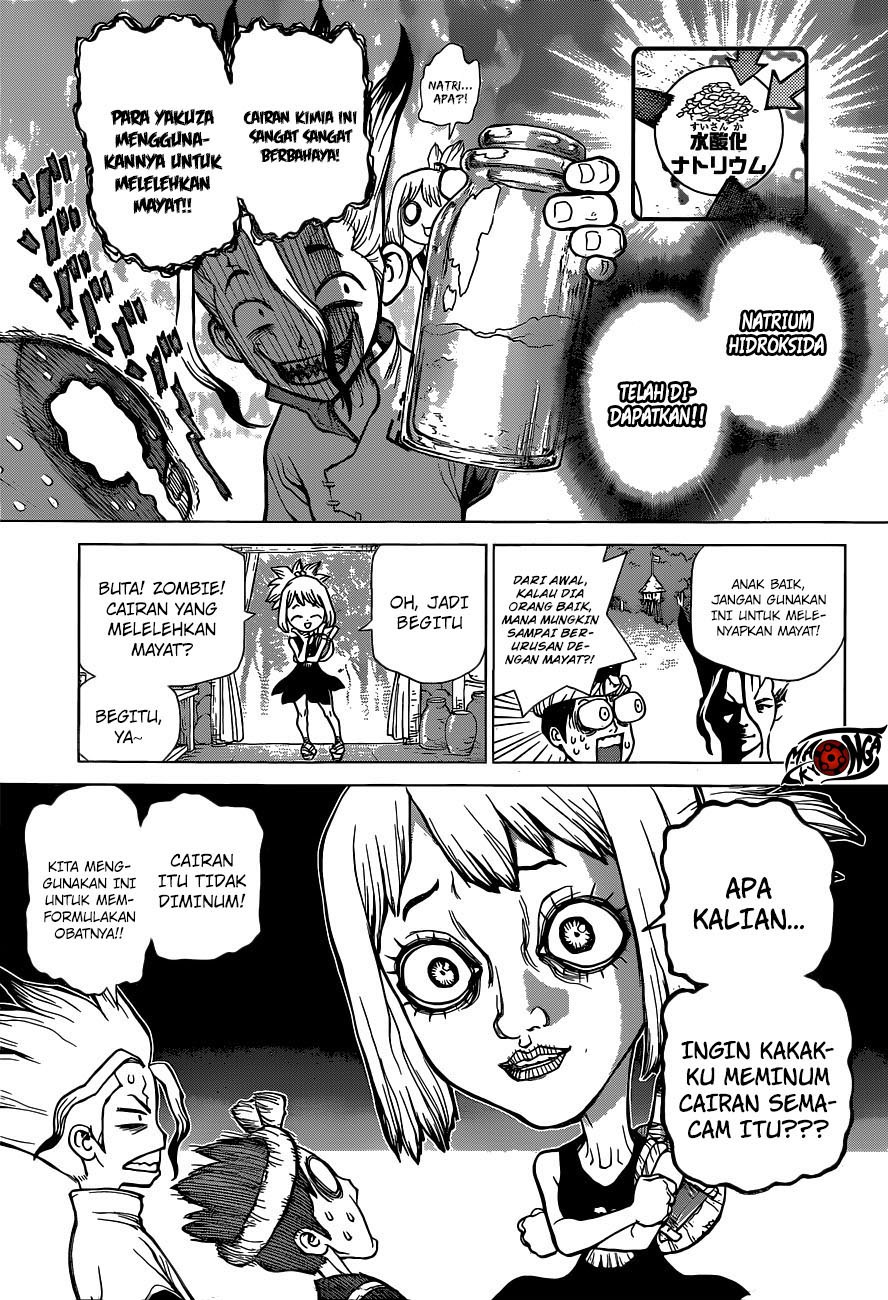 すいさんか
水酸化
ナトリウム
NATRIUM
HIDROKSIDA
TELAH DI-
DAPATKAN!!
NATRI...
APA?!
CAIRAN KIMIA INI
SANGAT SANGAT
BERBAHAYA!
PARA YAKUZA
MENGGUNA-
KANNYA UNTUK
MELELEHKAN
MAYAT!!
ANAK BAIK,
JANGAN GUNAKAN
INI UNTUK MELE-
NYAPKAN MAYAT!
DARI AWAL,
KALAU DIA
ORANG BAIK,
MANA MUNGKIN
SAMPAI BER-
URUSAN DE-
NGAN MAYAT?!
OH, JADI
BEGITU
BUTA! ZOMBIE!
CAIRAN YANG
MELELEHKAN
MAYAT?
BEGITU,
YA~
MANGA
KYO
APA
KALIAN...
INGIN KAKAK-
KU MEMINUM
CAIRAN SEMA-
CAM ITU???
CAIRAN
ITU TIDAK
DIMINUM!
KITA MENG-
GUNAKAN INI
UNTUK MEM-
FORMULAKAN
OBATNYA!!